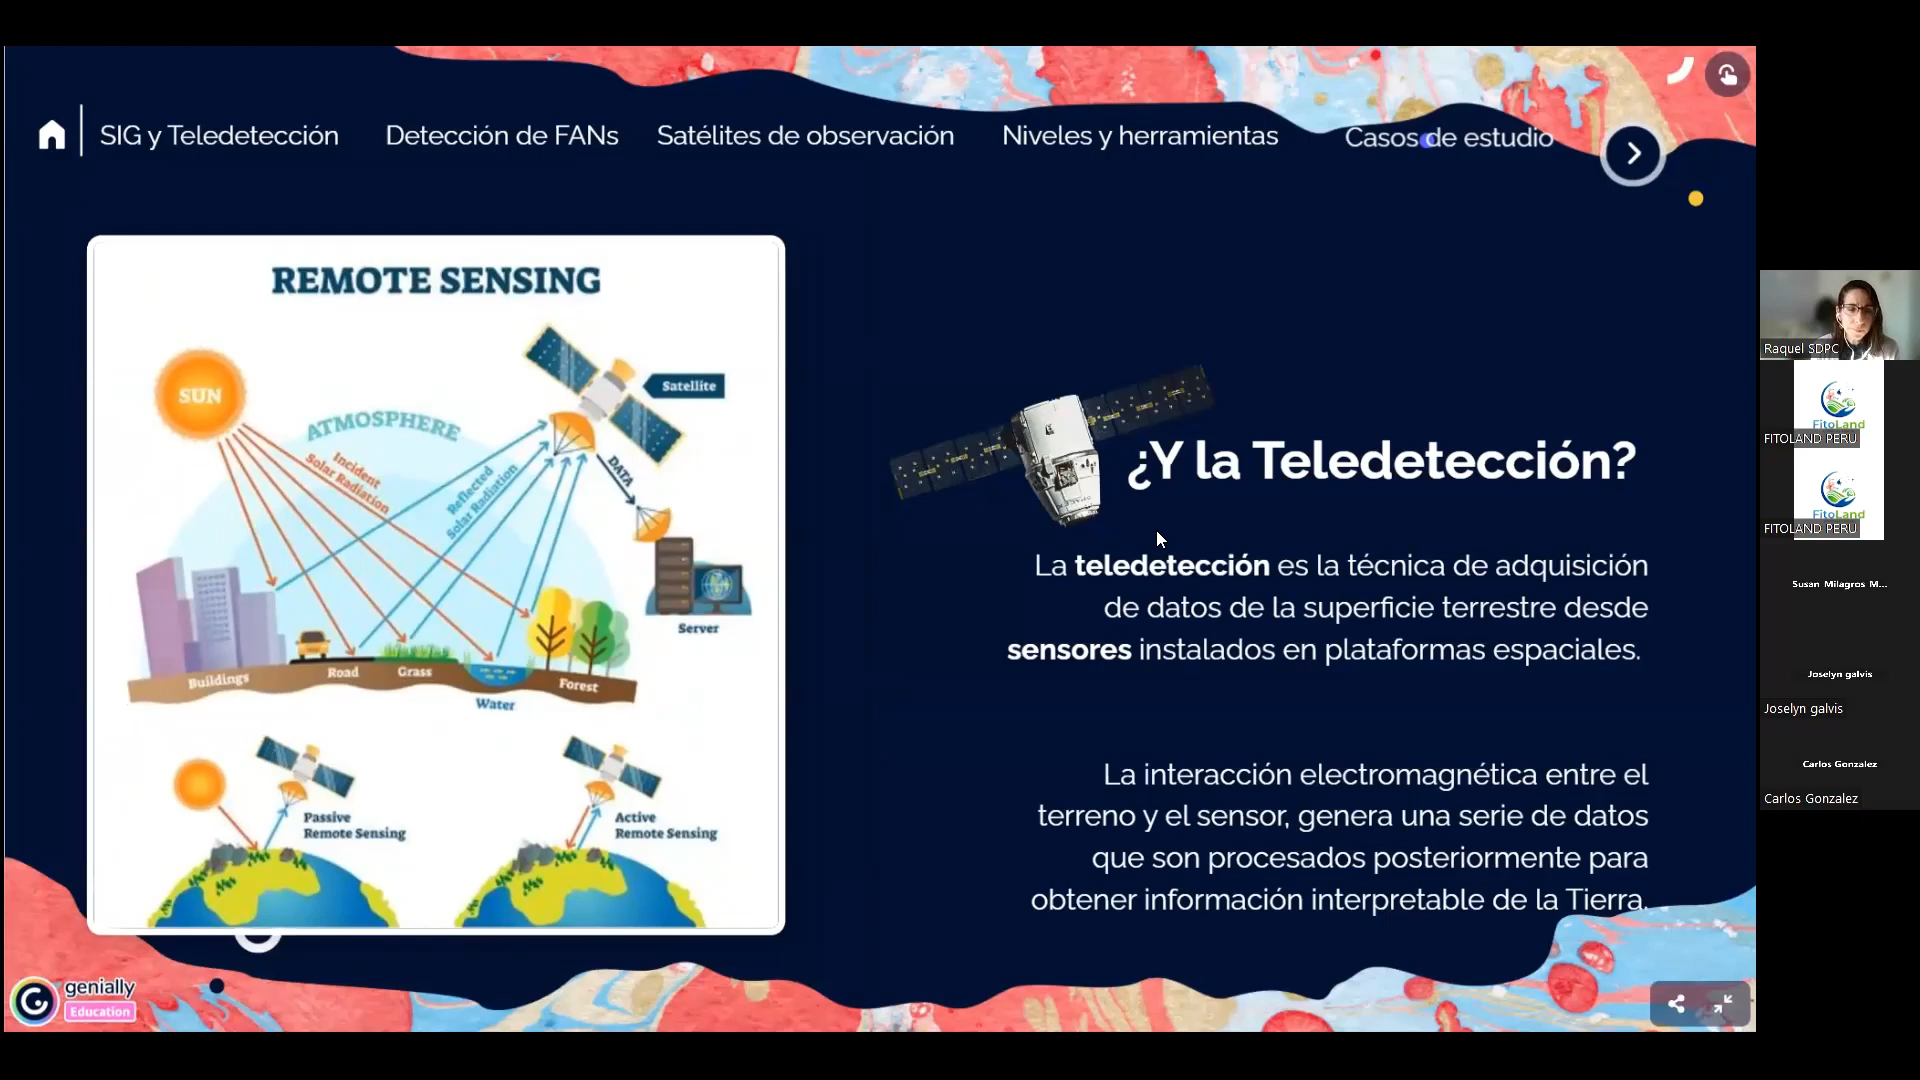 SIG y Teledetección
Detección de FANs
Satélites de observación
Niveles y herramientas
Casos de estudio
REMOTE SENSING
SUN
ATMOSPHERE
Incident
Solar Radiation
Reflected
Solar Radiation
Satellite
DATA
Server
Buildings
Road
Grass
Water
Forest
Passive
Remote Sensing
Active
Remote Sensing
¿Y la Teledetección?
La teledetección es la técnica de adquisición
de datos de la superficie terrestre desde
sensores instalados en plataformas espaciales.
La interacción electromagnética entre el
terreno y el sensor, genera una serie de datos
que son procesados posteriormente para
obtener información interpretable de la Tierra.
genially
Education
Raquel SDPC
FitoLand
FITOLAND PERU
FitoLand
FITOLAND PERU
Susan Milagros M...
Joselyn galvis
Joselyn galvis
Carlos Gonzalez
Carlos Gonzalez